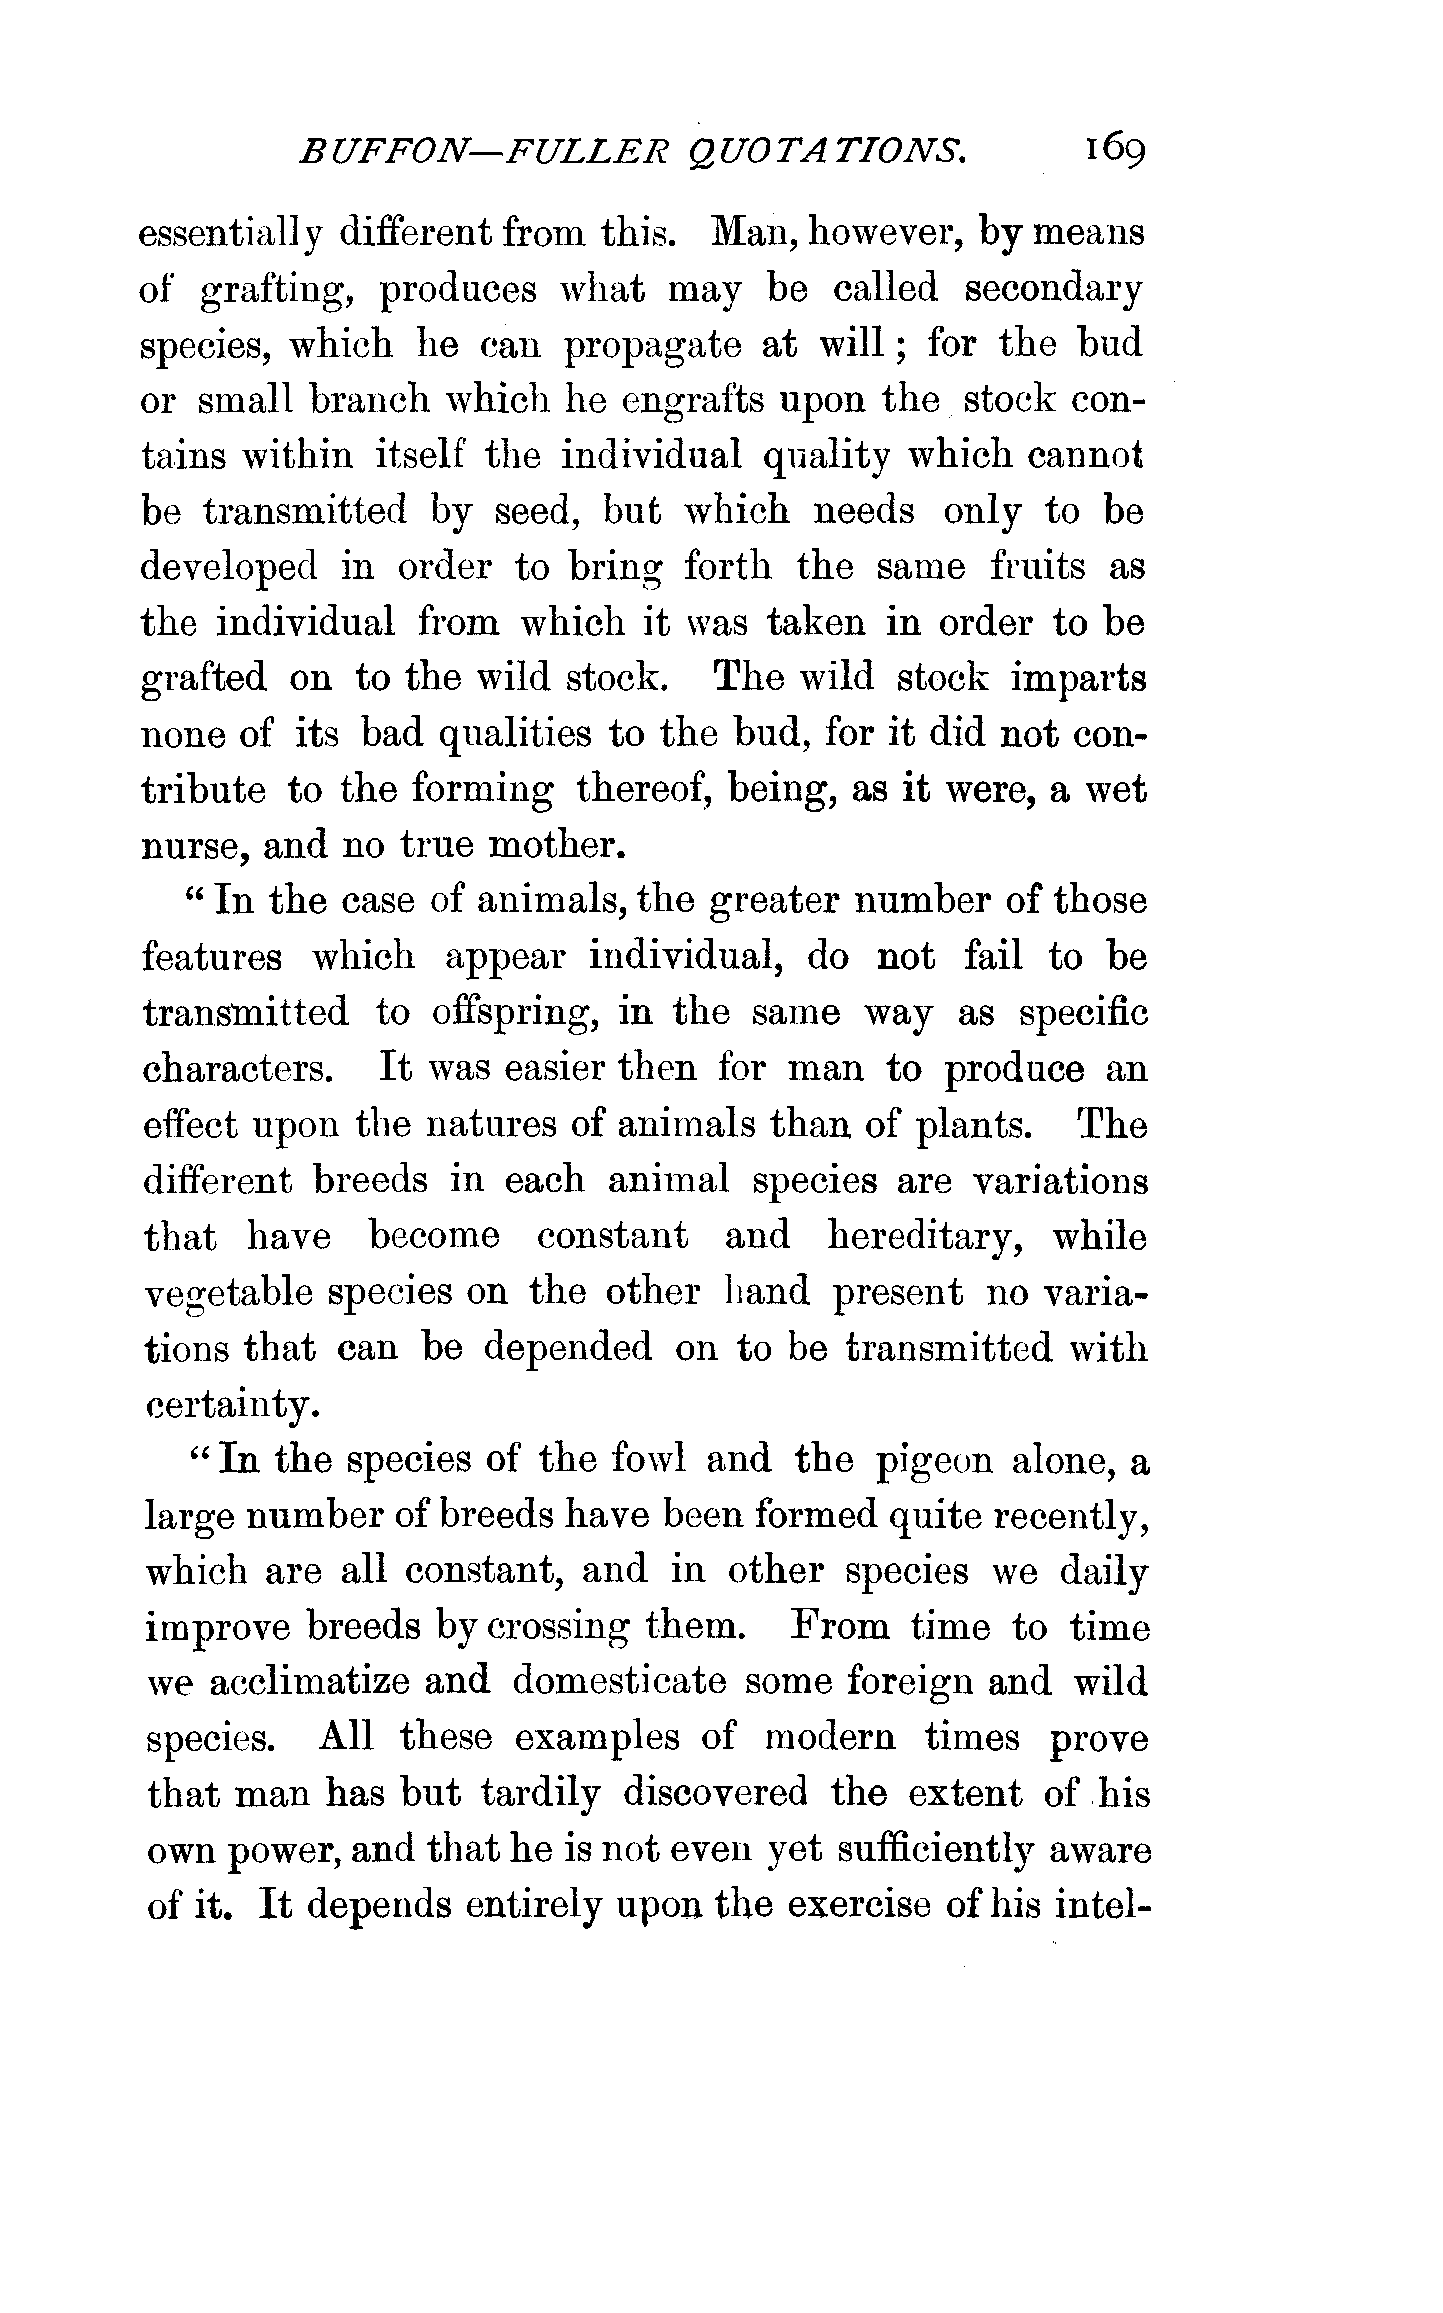 BUFFON—FULLER QUOTATIONS. 169
essentially different from this. Man, however, by means
of grafting, produces what may be called secondary
species, which he can propagate at will ; for the bud
or small branch which he engrafts upon the stock con-
tains within itself the individual quality which cannot
be transmitted by seed, but which needs only to be
developed in order to bring forth the same fruits as
the individual from which it was taken in order to be
grafted on to the wild stock. The wild stock imparts
none of its bad qualities to the bud, for it did not con-
tribute to the forming thereof, being, as it were, a wet
nurse, and no true mother.
“ In the case of animals, the greater number of those
features which appear individual, do not fail to be
transmitted to offspring, in the same way as specific
characters. It was easier then for man to produce an
effect upon the natures of animals than of plants. The
different breeds in each animal species are variations
that have become constant and hereditary, while
vegetable species on the other hand present no varia-
tions that can be depended on to be transmitted with
certainty.
“ In the species of the fowl and the pigeon alone, a
large number of breeds have been formed quite recently,
which are all constant, and in other species we daily
improve breeds by crossing them. From time to time
we acclimatize and domesticate some foreign and wild
species. All these examples of modern times prove
that man has but tardily discovered the extent of his
own power, and that he is not even yet sufficiently aware
of it. It depends entirely upon the exercise of his intel-